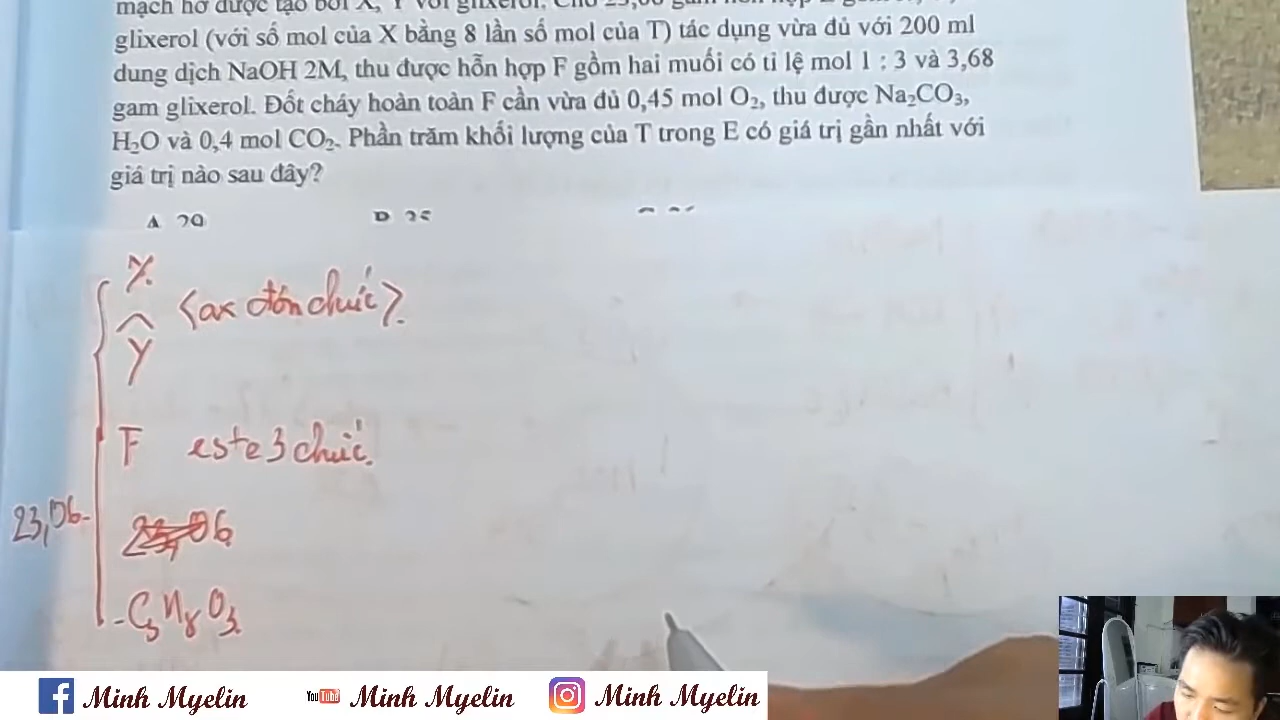 glixerol (với số mol của X bằng 8 lần số mol của T) tác dụng vừa đủ với 200 ml
dung dịch NaOH 2M, thu được hỗn hợp F gồm hai muối có tỉ lệ mol 1 : 3 và 3,68
gam glixerol. Đốt cháy hoàn toàn F cần vừa đủ 0,45 mol O₂, thu được Na₂CO₃,
H₂O và 0,4 mol CO₂. Phần trăm khối lượng của T trong E có giá trị gần nhất với
giá trị nào sau đây?
X
Y
<ax đơn chức>.
F este 3 chức.
23,06
C₃H₈O₃.
Minh Myelin
YouTube Minh Myelin
Minh Myelin